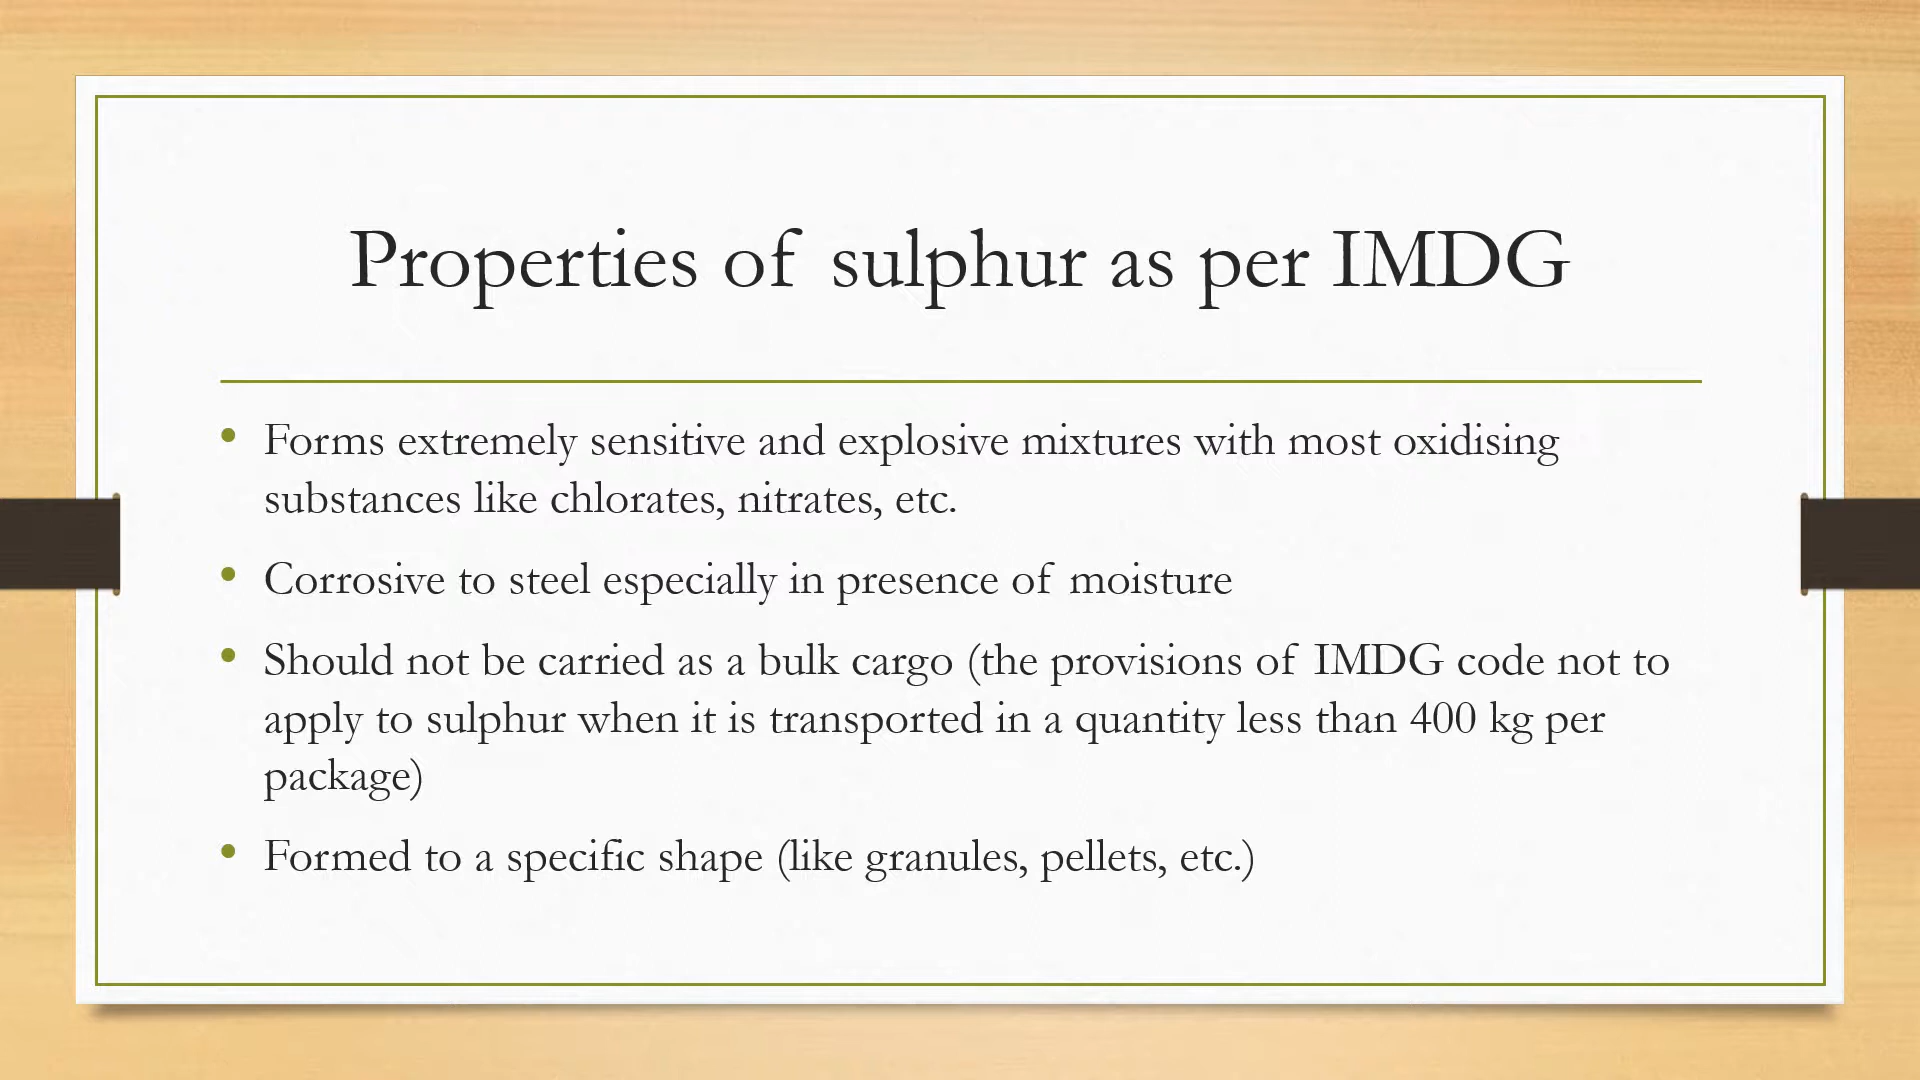 Properties of sulphur as per IMDG
• Forms extremely sensitive and explosive mixtures with most oxidising
substances like chlorates, nitrates, etc.
• Corrosive to steel especially in presence of moisture
• Should not be carried as a bulk cargo (the provisions of IMDG code not to
apply to sulphur when it is transported in a quantity less than 400 kg per
package)
• Formed to a specific shape (like granules, pellets, etc.)